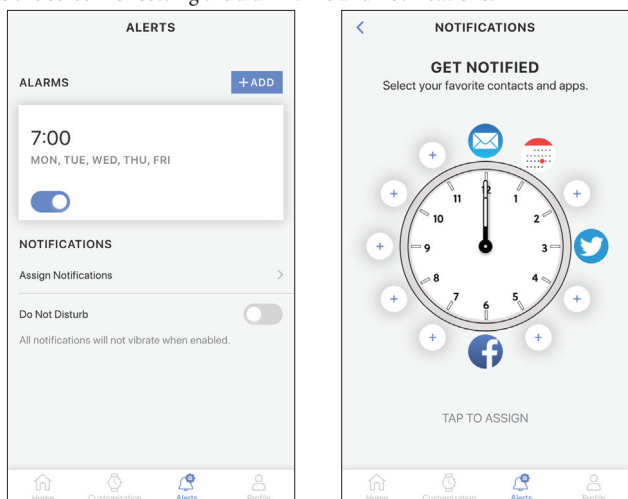 ALERTS
ALARMS
+ADD
7:00
MON, TUE, WED, THU, FRI
NOTIFICATIONS
Assign Notifications
Do Not Disturb
All notifications will not vibrate when enabled.
Home
Customization
Alerts
Profile
NOTIFICATIONS
GET NOTIFIED
Select your favorite contacts and apps.
12
1
2
3
4
5
6
7
8
9
10
11
TAP TO ASSIGN
Home
Customization
Alerts
Profile